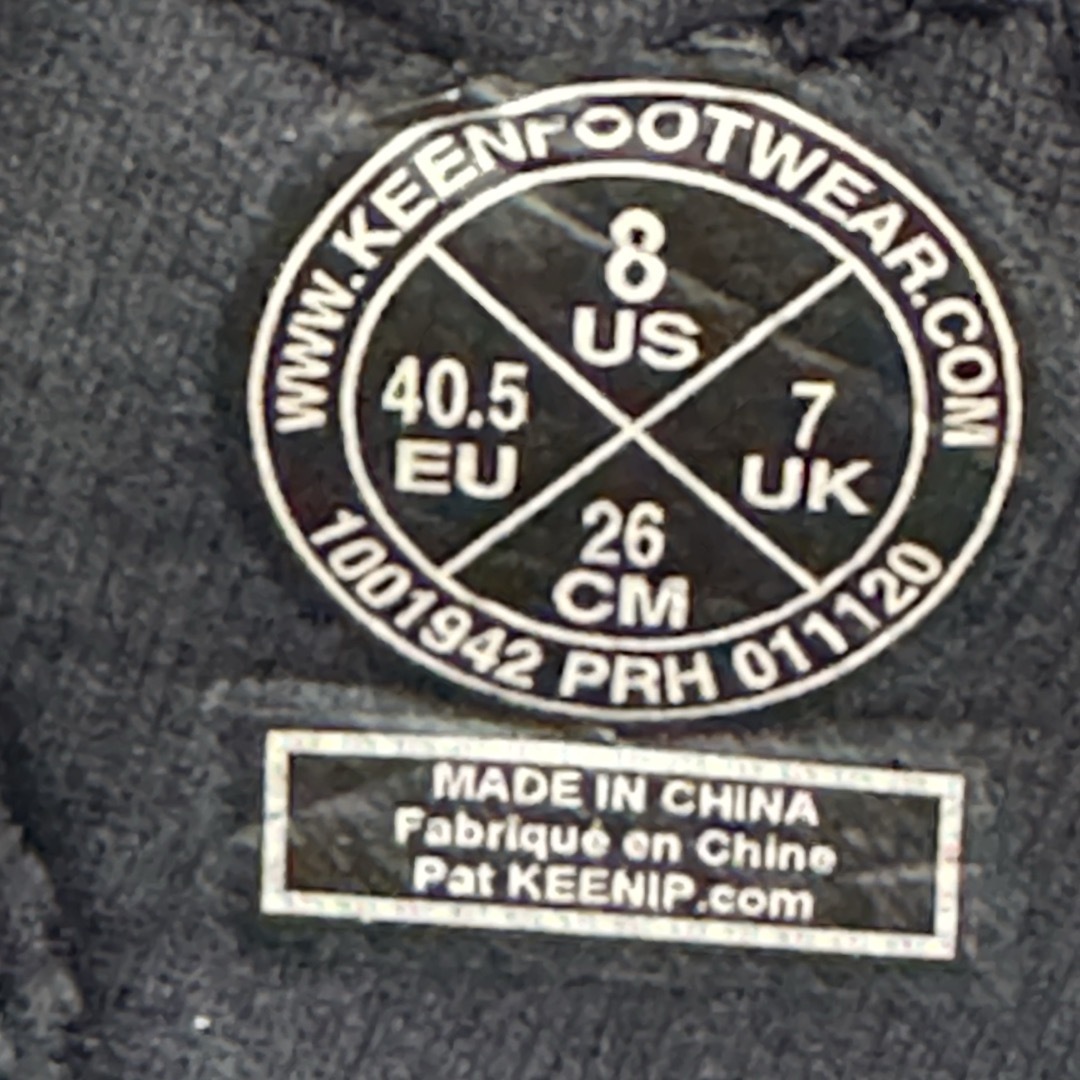 WWW.KEENFOOTWEAR.COM
8
US
40.5
EU
7
UK
26
CM
1001942 PRH 011120
MADE IN CHINA
Fabriqué en Chine
Pat KEENIP.com